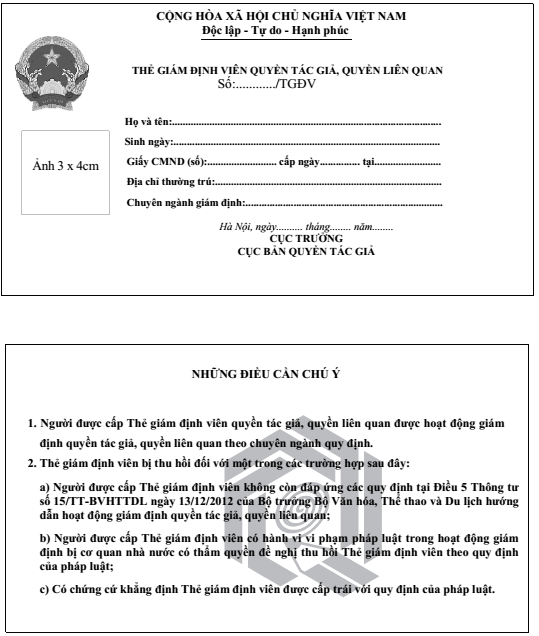 CỘNG HÒA XÃ HỘI CHỦ NGHĨA VIỆT NAM
Độc lập - Tự do - Hạnh phúc
THẺ GIÁM ĐỊNH VIÊN QUYỀN TÁC GIẢ, QUYỀN LIÊN QUAN
Số:............/TGĐV
Họ và tên:.....................................................................................
Sinh ngày:.....................................................................................
Giấy CMND (số):......................... cấp ngày............... tại........................
Địa chỉ thường trú:........................................................................
Chuyên ngành giám định:..............................................................
Ảnh 3 x 4cm
Hà Nội, ngày.......... tháng........ năm........
CỤC TRƯỞNG
CỤC BẢN QUYỀN TÁC GIẢ
NHỮNG ĐIỀU CẦN CHÚ Ý
1. Người được cấp Thẻ giám định viên quyền tác giả, quyền liên quan được hoạt động giám
định quyền tác giả, quyền liên quan theo chuyên ngành quy định.
2. Thẻ giám định viên bị thu hồi đối với một trong các trường hợp sau đây:
a) Người được cấp Thẻ giám định viên không còn đáp ứng các quy định tại Điều 5 Thông tư
số 15/TT-BVHTTDL ngày 13/12/2012 của Bộ trưởng Bộ Văn hóa, Thể thao và Du lịch hướng
dẫn hoạt động giám định quyền tác giả, quyền liên quan;
b) Người được cấp Thẻ giám định viên có hành vi vi phạm pháp luật trong hoạt động giám
định bị cơ quan nhà nước có thẩm quyền đề nghị thu hồi Thẻ giám định viên theo quy định
của pháp luật;
c) Có chứng cứ khẳng định Thẻ giám định viên được cấp trái với quy định của pháp luật.